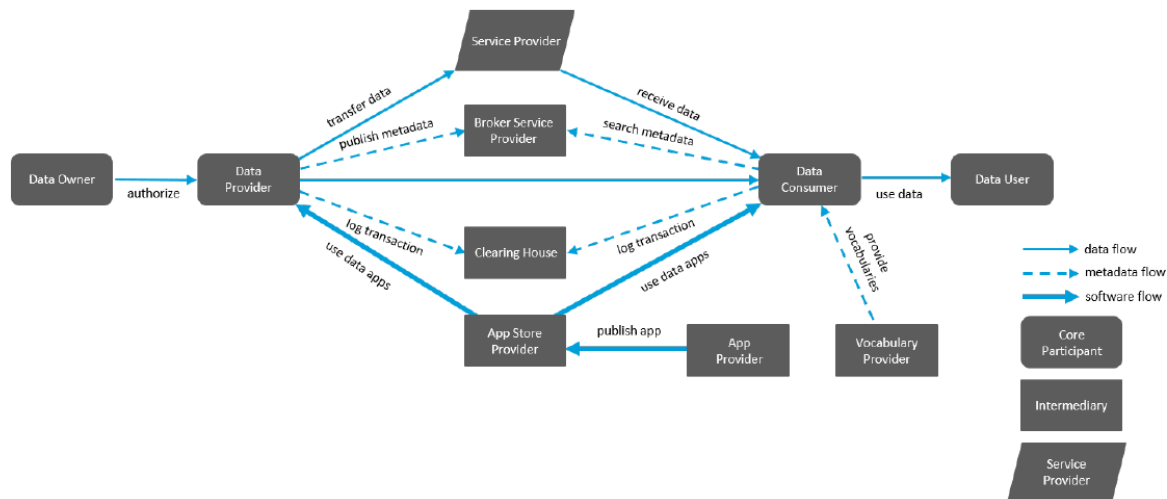 Service Provider
transfer data
receive data
publish metadata
Broker Service
Provider
search metadata
Data Owner
authorize
Data
Provider
Data
Consumer
use data
Data User
log transaction
Clearing House
log transaction
use data apps
use data apps
provide
vocabularies
App Store
Provider
publish app
App
Provider
Vocabulary
Provider
data flow
metadata flow
software flow
Core
Participant
Intermediary
Service
Provider